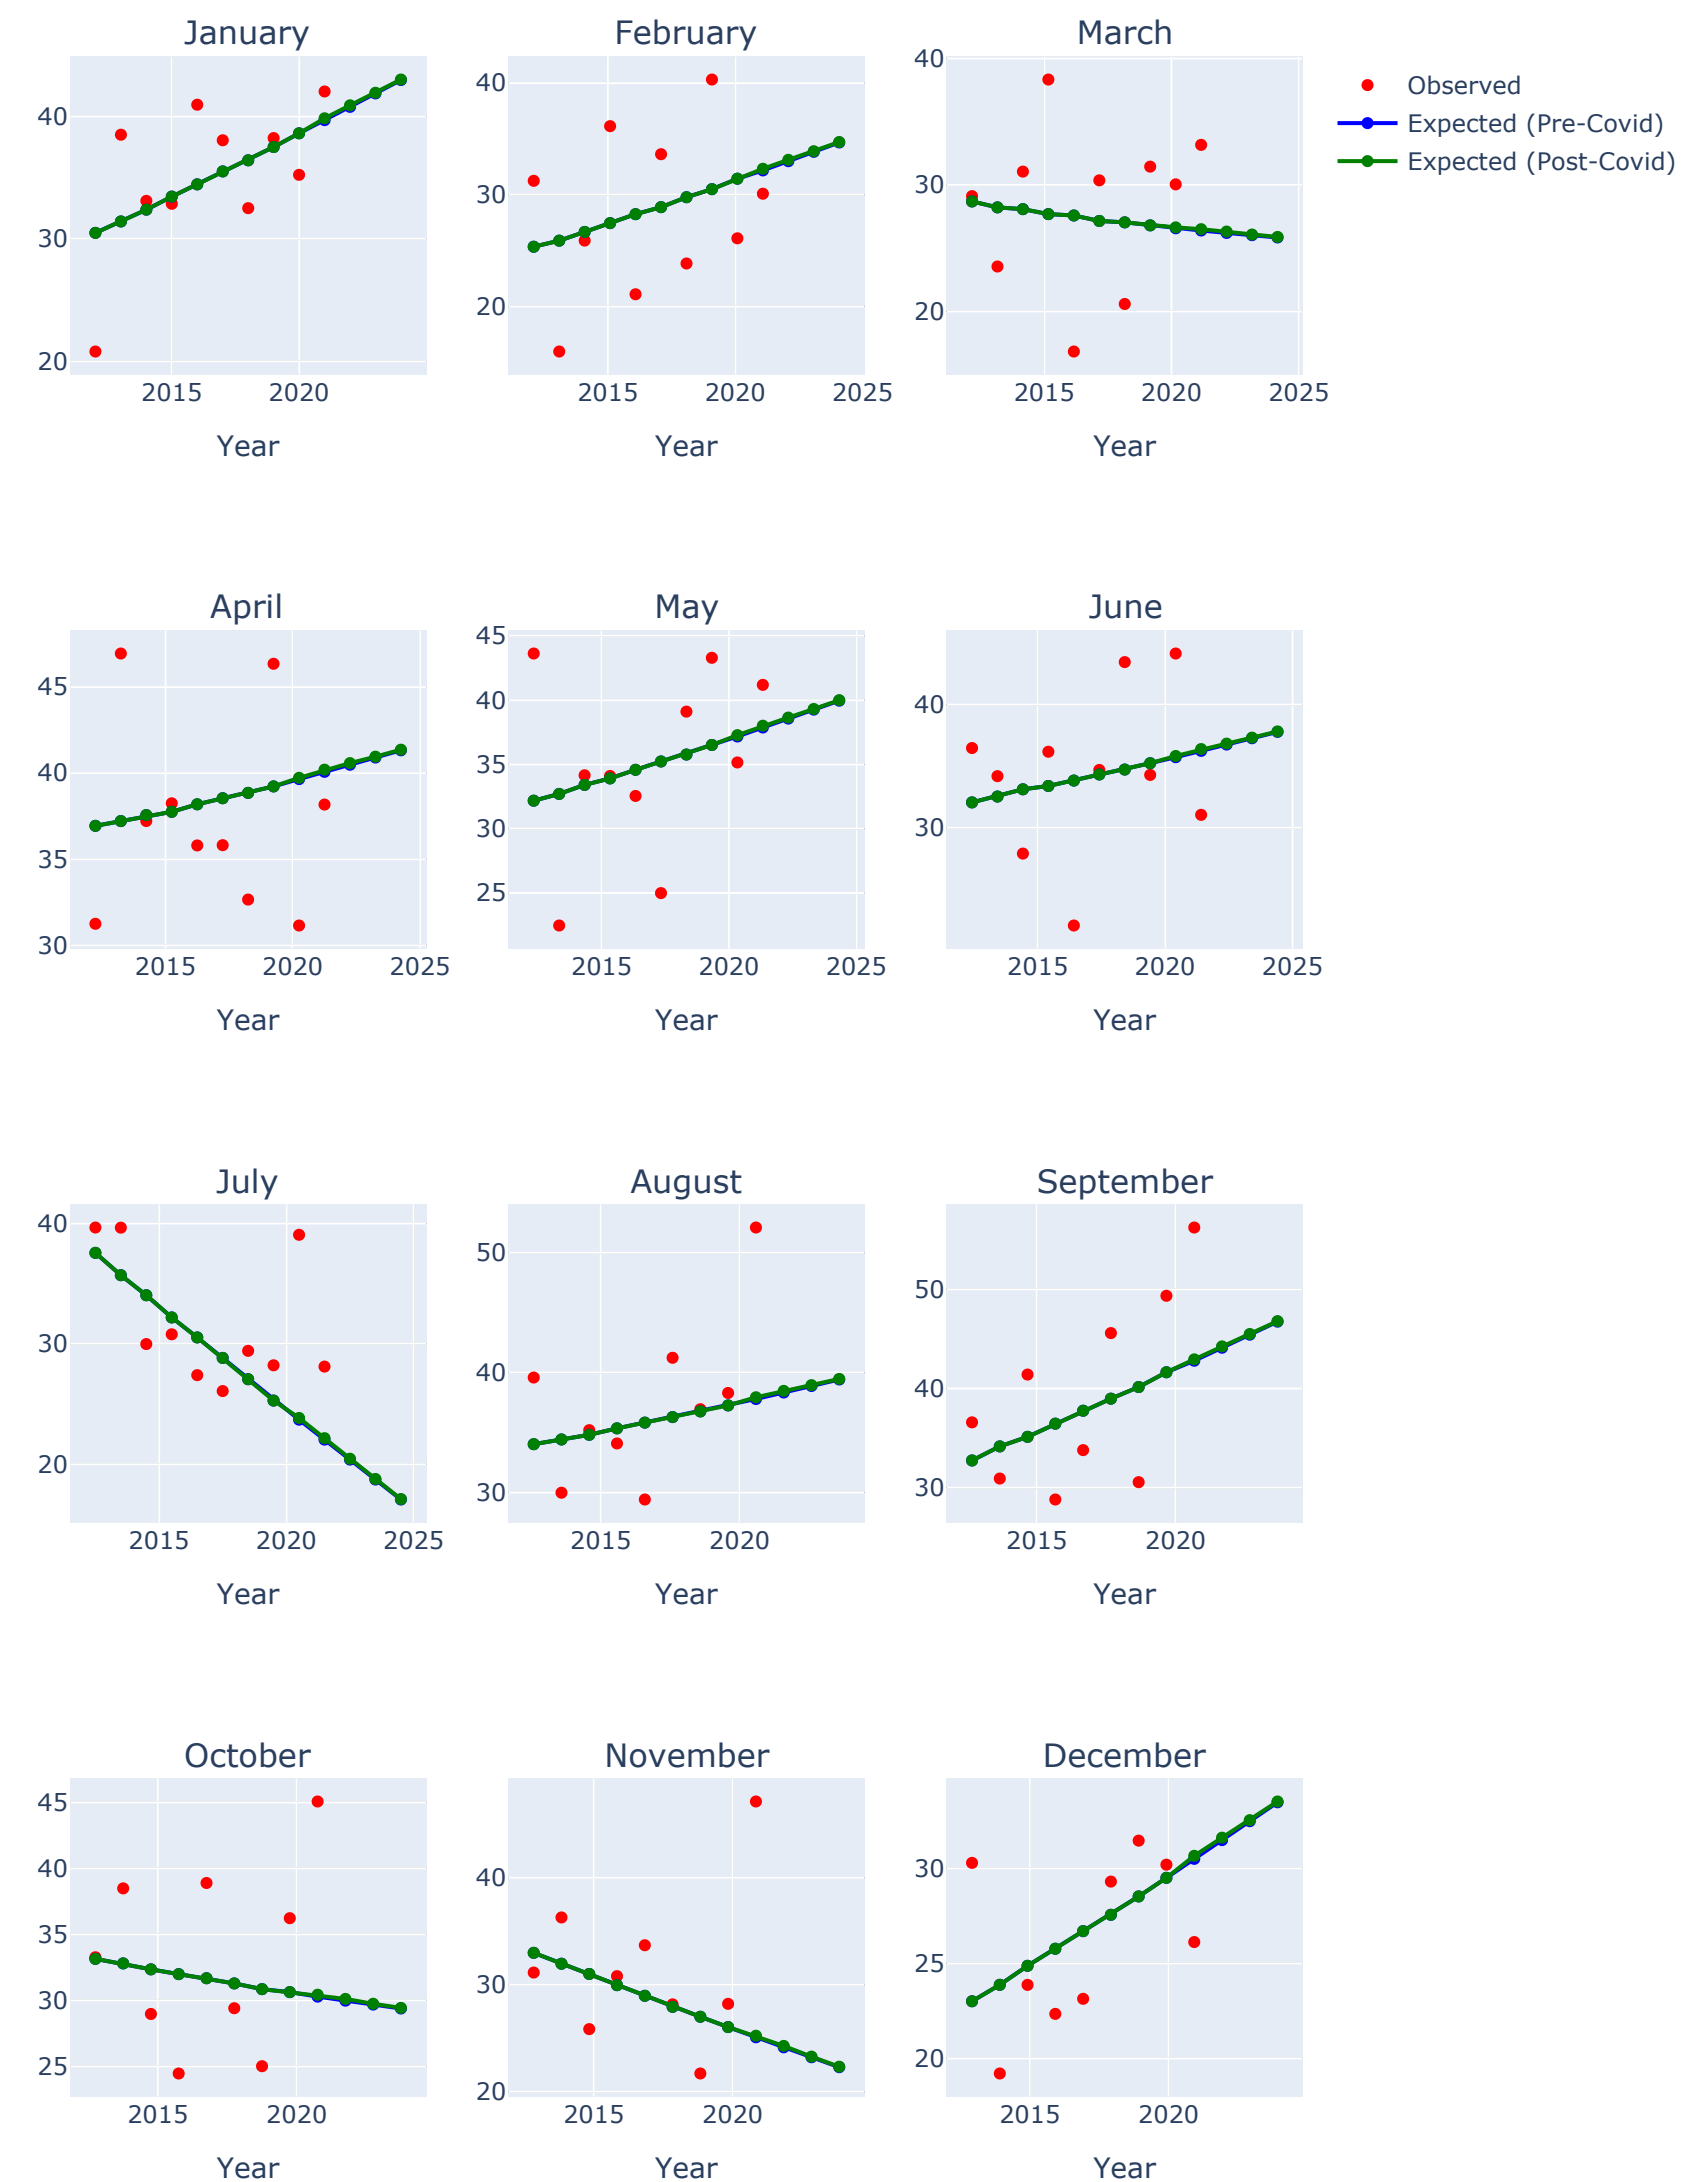 January
February
March
40
30
20
2015
2020
Year
40
30
20
2015
2020
2025
Year
40
30
20
2015
2020
2025
Year
Observed
Expected (Pre-Covid)
Expected (Post-Covid)
April
May
June
45
40
35
30
2015
2020
2025
Year
45
40
35
30
25
2015
2020
2025
Year
40
30
2015
2020
2025
Year
July
August
September
40
30
20
2015
2020
2025
Year
50
40
30
2015
2020
Year
50
40
30
2015
2020
Year
October
November
December
45
40
35
30
25
2015
2020
Year
40
30
20
2015
2020
Year
30
25
20
2015
2020
Year